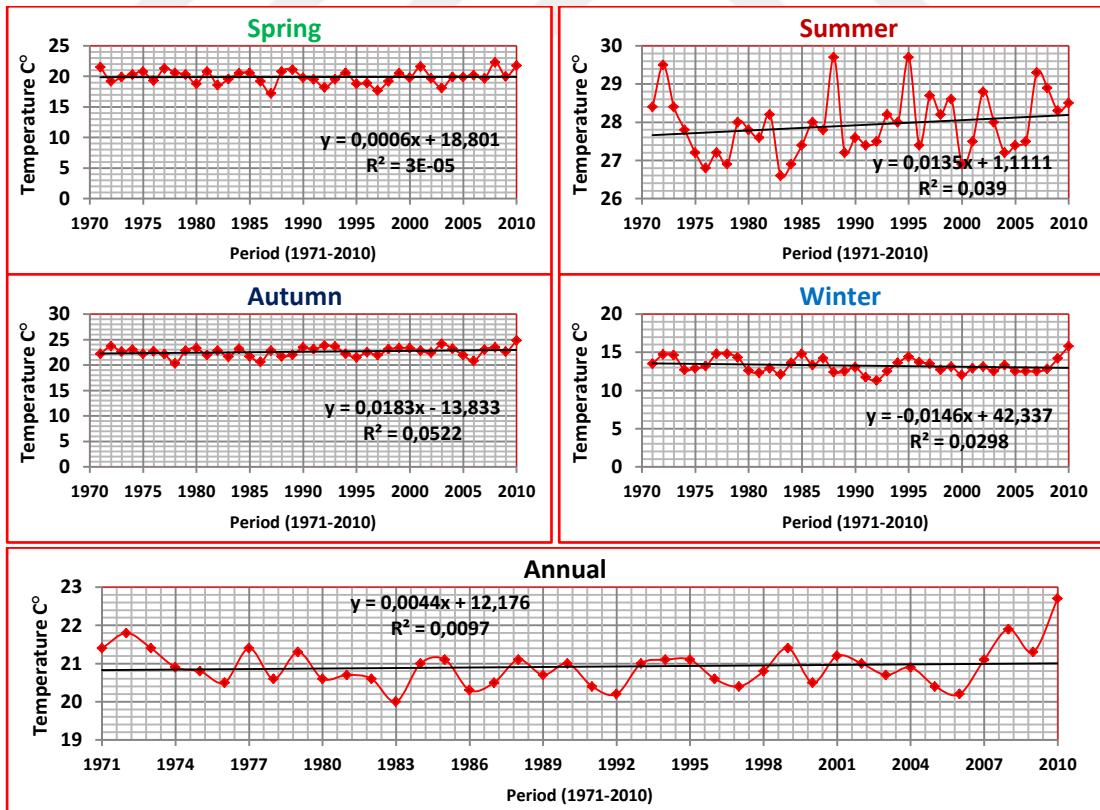 Spring
Temperature C°
25
20
15
10
5
0
y = 0,0006x + 18,801
R² = 3E-05
1970 1975 1980 1985 1990 1995 2000 2005 2010
Period (1971-2010)
Summer
Temperature C°
30
29
28
27
26
y = 0,0135x + 1,1111
R² = 0,039
1970 1975 1980 1985 1990 1995 2000 2005 2010
Period (1971-2010)
Autumn
Temperature C°
30
25
20
15
10
5
0
y = 0,0183x - 13,833
R² = 0,0522
1970 1975 1980 1985 1990 1995 2000 2005 2010
Period (1971-2010)
Winter
Temperature C°
20
15
10
5
0
y = -0,0146x + 42,337
R² = 0,0298
1970 1975 1980 1985 1990 1995 2000 2005 2010
Period (1971-2010)
Annual
Temperature C°
23
22
21
20
19
y = 0,0044x + 12,176
R² = 0,0097
1971 1974 1977 1980 1983 1986 1989 1992 1995 1998 2001 2004 2007 2010
Period (1971-2010)